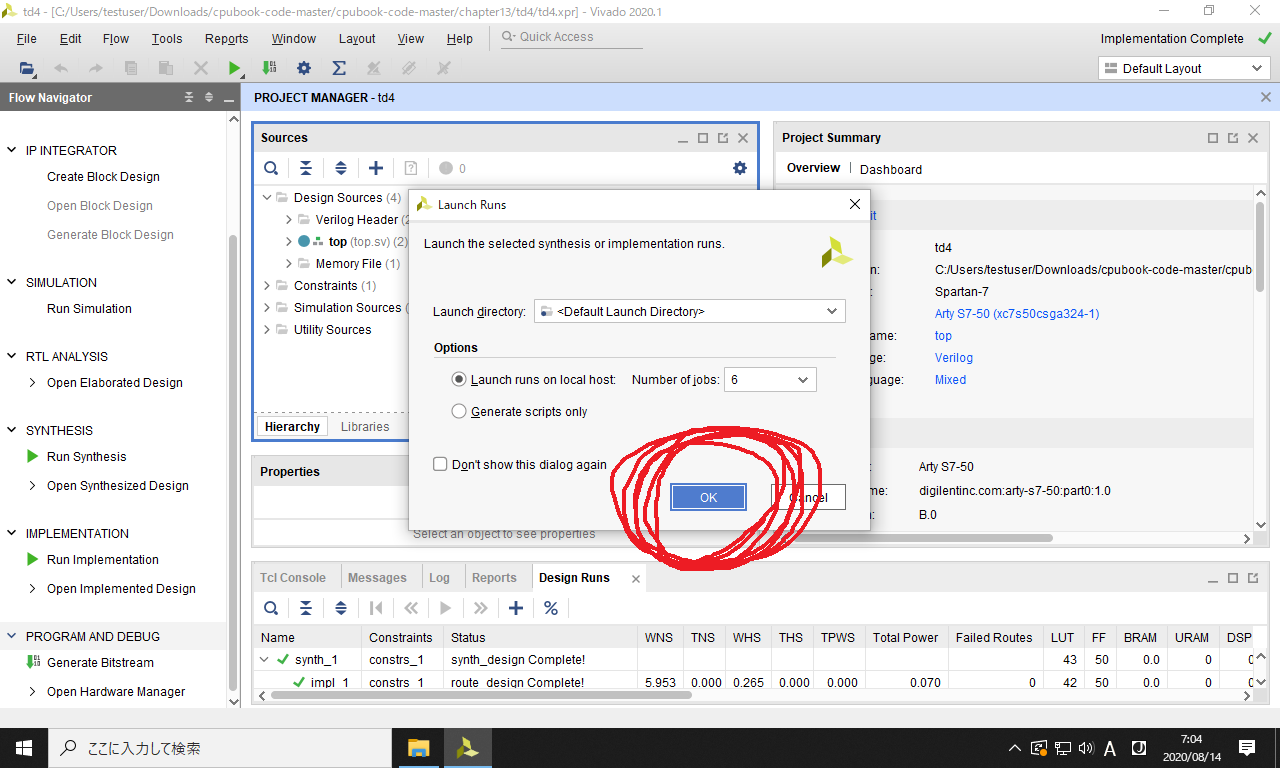 td4 - [C:/Users/testuser/Downloads/cpubook-code-master/cpubook-code-master/chapter13/td4/td4.xpr] - Vivado 2020.1
File Edit Flow Tools Reports Window Layout View Help Quick Access
Implementation Complete
Default Layout
Flow Navigator
IP INTEGRATOR
Create Block Design
Open Block Design
Generate Block Design
SIMULATION
Run Simulation
RTL ANALYSIS
Open Elaborated Design
SYNTHESIS
Run Synthesis
Open Synthesized Design
IMPLEMENTATION
Run Implementation
Open Implemented Design
PROGRAM AND DEBUG
Generate Bitstream
Open Hardware Manager
PROJECT MANAGER - td4
Sources
0
Design Sources (4)
Verilog Header (2
top (top.sv) (2)
Memory File (1)
Constraints (1)
Simulation Sources (
Utility Sources
Hierarchy Libraries
Properties
Select an object to see properties
Launch Runs
Launch the selected synthesis or implementation runs.
Launch directory: <Default Launch Directory>
Options
Launch runs on local host: Number of jobs: 6
Generate scripts only
Don't show this dialog again
OK Cancel
Project Summary
Overview Dashboard
it
td4
n: C:/Users/testuser/Downloads/cpubook-code-master/cpub
t: Spartan-7
Arty S7-50 (xc7s50csga324-1)
ame: top
ge: Verilog
guage: Mixed
: Arty S7-50
me: digilentinc.com:arty-s7-50:part0:1.0
n: B.0
Tcl Console Messages Log Reports Design Runs
Name Constraints Status WNS TNS WHS THS TPWS Total Power Failed Routes LUT FF BRAM URAM DSP
synth_1 constrs_1 synth_design Complete! 43 50 0.0 0 0
impl_1 constrs_1 route_design Complete! 5.953 0.000 0.265 0.000 0.000 0.070 0 42 50 0.0 0 0
ここに入力して検索
A J
7:04
2020/08/14